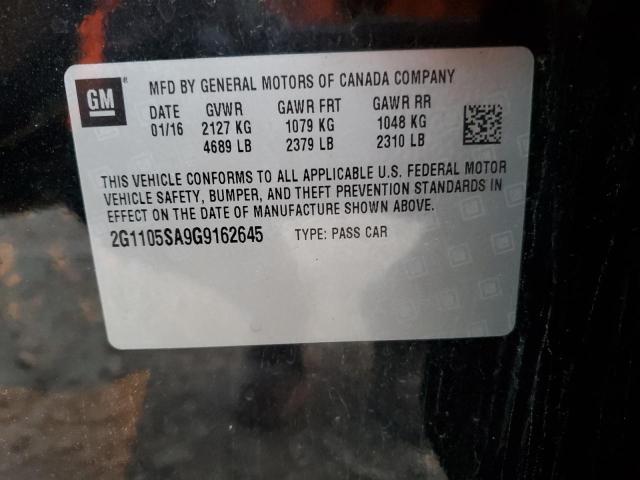 GM
MFD BY GENERAL MOTORS OF CANADA COMPANY
DATE GVWR GAWR FRT GAWR RR
01/16 2127 KG 1079 KG 1048 KG
4689 LB 2379 LB 2310 LB
THIS VEHICLE CONFORMS TO ALL APPLICABLE U.S. FEDERAL MOTOR
VEHICLE SAFETY, BUMPER, AND THEFT PREVENTION STANDARDS IN
EFFECT ON THE DATE OF MANUFACTURE SHOWN ABOVE.
2G1105SA9G9162645 TYPE: PASS CAR